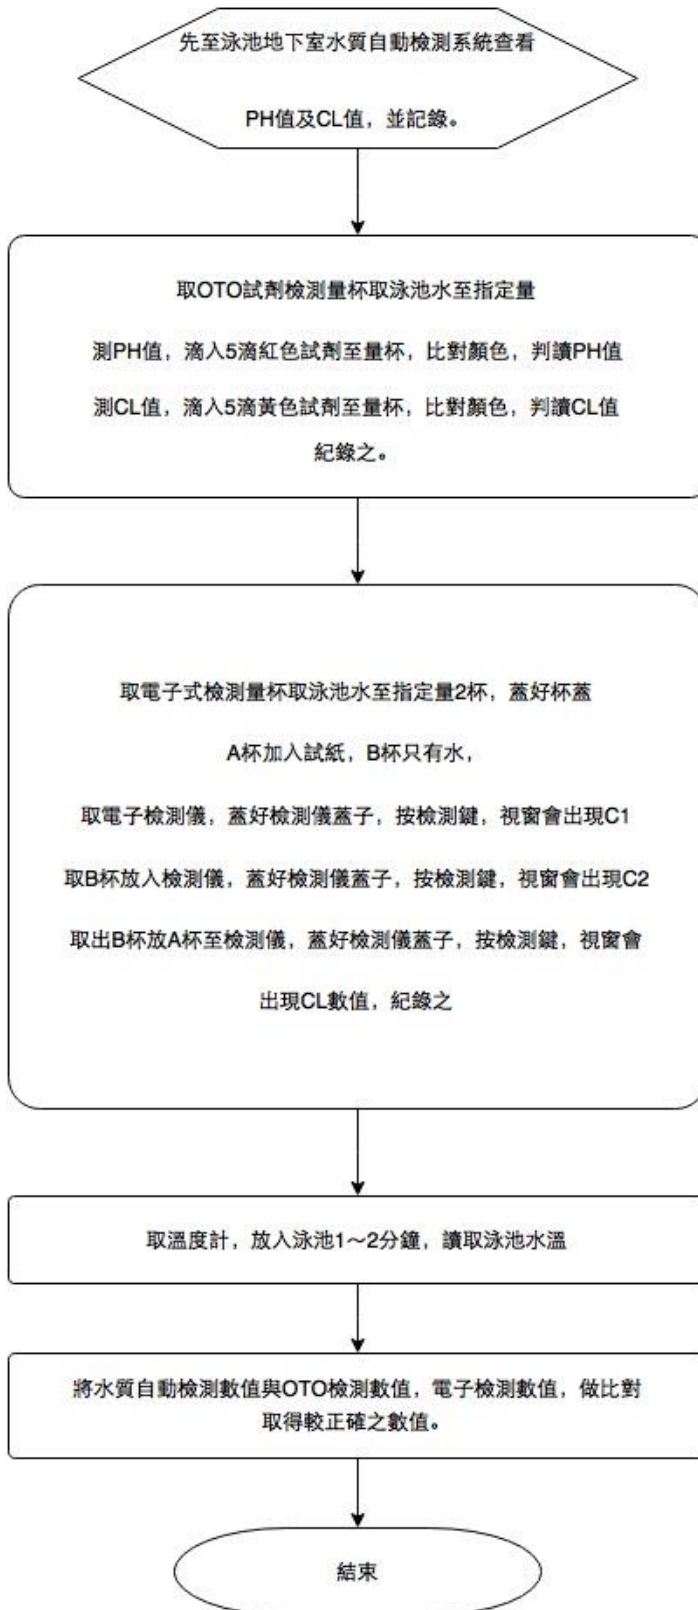 先至泳池地下室水質自動檢測系統查看
PH值及CL值，並記錄。
取OTO試劑檢測量杯取泳池水至指定量
測PH值，滴入5滴紅色試劑至量杯，比對顏色，判讀PH值
測CL值，滴入5滴黃色試劑至量杯，比對顏色，判讀CL值
紀錄之。
取電子式檢測量杯取泳池水至指定量2杯，蓋好杯蓋
A杯加入試紙，B杯只有水，
取電子檢測儀，蓋好檢測儀蓋子，按檢測鍵，視窗會出現C1
取B杯放入檢測儀，蓋好檢測儀蓋子，按檢測鍵，視窗會出現C2
取出B杯放A杯至檢測儀，蓋好檢測儀蓋子，按檢測鍵，視窗會
出現CL數值，紀錄之
取溫度計，放入泳池1～2分鐘，讀取泳池水溫
將水質自動檢測數值與OTO檢測數值，電子檢測數值，做比對
取得較正確之數值。
結束